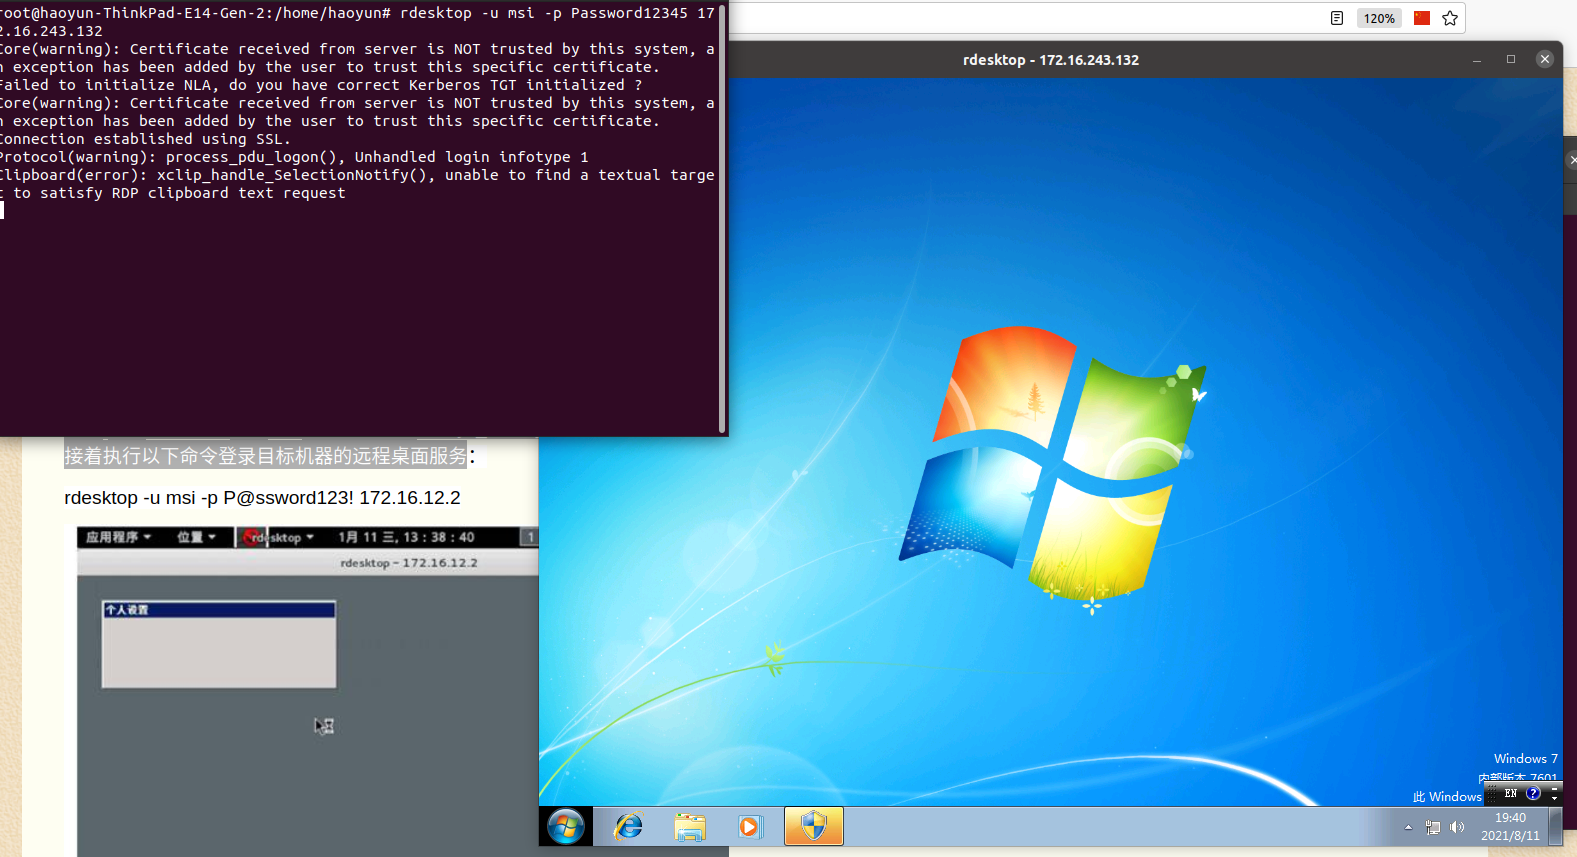 root@haoyun-ThinkPad-E14-Gen-2:/home/haoyun# rdesktop -u msi -p Password12345 17
2.16.243.132
Core(warning): Certificate received from server is NOT trusted by this system, a
n exception has been added by the user to trust this specific certificate.
Failed to initialize NLA, do you have correct Kerberos TGT initialized ?
Core(warning): Certificate received from server is NOT trusted by this system, a
n exception has been added by the user to trust this specific certificate.
Connection established using SSL.
Protocol(warning): process_pdu_logon(), Unhandled login infotype 1
Clipboard(error): xclip_handle_SelectionNotify(), unable to find a textual targe
t to satisfy RDP clipboard text request
120%
rdesktop - 172.16.243.132
接着执行以下命令登录目标机器的远程桌面服务：
rdesktop -u msi -p P@ssword123! 172.16.12.2
应用程序 位置 rdesktop 1月 11 三, 13：38：40 1
rdesktop - 172.16.12.2
个人设置
Windows 7
内部版本 7601
此 Windows
EN
19:40
2021/8/11